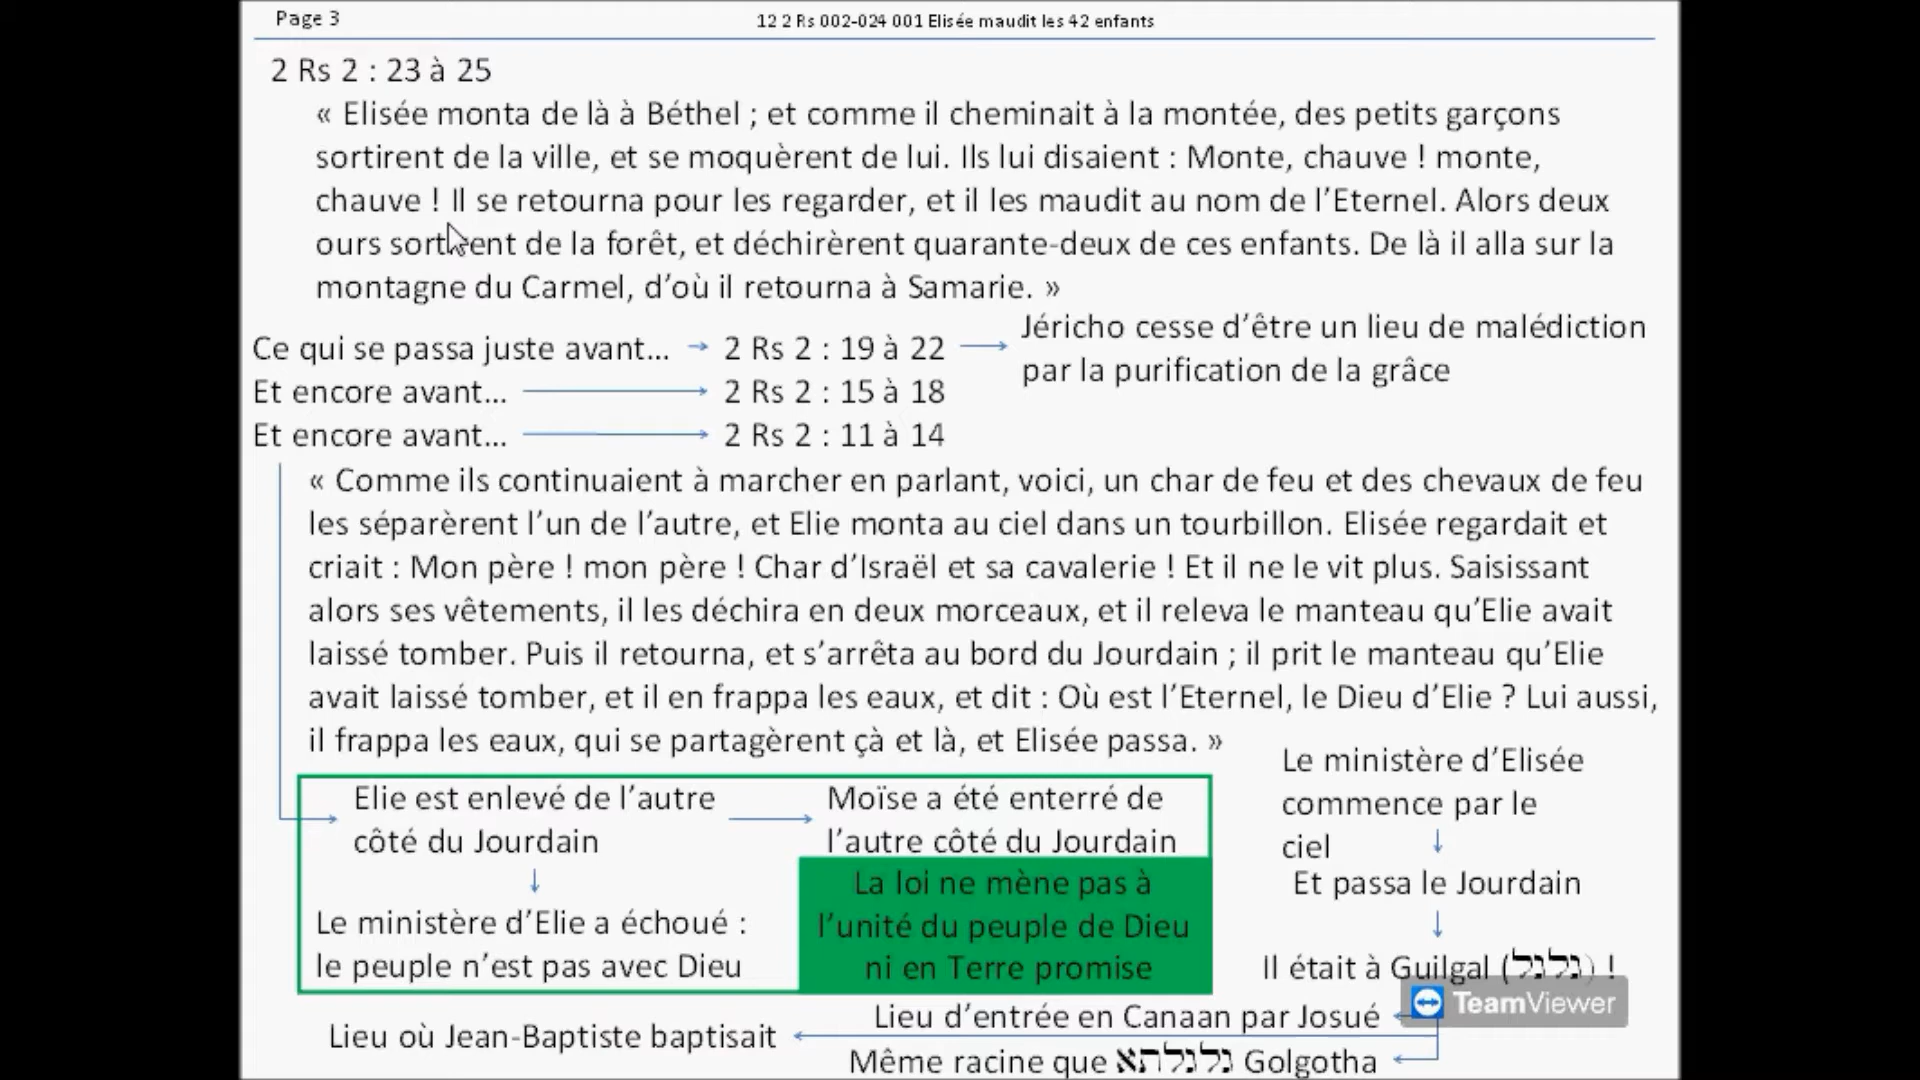 Page 3
12 2 Rs 002-024 001 Elisée maudit les 42 enfants
2 Rs 2 : 23 à 25
« Elisée monta de là à Béthel ; et comme il cheminait à la montée, des petits garçons
sortirent de la ville, et se moquèrent de lui. Ils lui disaient : Monte, chauve ! monte,
chauve ! Il se retourna pour les regarder, et il les maudit au nom de l’Eternel. Alors deux
ours sortirent de la forêt, et déchirèrent quarante-deux de ces enfants. De là il alla sur la
montagne du Carmel, d’où il retourna à Samarie. »
Ce qui se passa juste avant... → 2 Rs 2 : 19 à 22 →
Jéricho cesse d’être un lieu de malédiction
par la purification de la grâce
Et encore avant... → 2 Rs 2 : 15 à 18
Et encore avant... → 2 Rs 2 : 11 à 14
« Comme ils continuaient à marcher en parlant, voici, un char de feu et des chevaux de feu
les séparèrent l’un de l’autre, et Elie monta au ciel dans un tourbillon. Elisée regardait et
criait : Mon père ! mon père ! Char d’Israël et sa cavalerie ! Et il ne le vit plus. Saisissant
alors ses vêtements, il les déchira en deux morceaux, et il releva le manteau qu’Elie avait
laissé tomber. Puis il retourna, et s’arrêta au bord du Jourdain ; il prit le manteau qu’Elie
avait laissé tomber, et il en frappa les eaux, et dit : Où est l’Eternel, le Dieu d’Elie ? Lui aussi,
il frappa les eaux, qui se partagèrent çà et là, et Elisée passa. »
Elie est enlevé de l’autre
côté du Jourdain
Moïse a été enterré de
l’autre côté du Jourdain
Le ministère d’Elie a échoué :
le peuple n’est pas avec Dieu
La loi ne mène pas à
l’unité du peuple de Dieu
ni en Terre promise
Le ministère d’Elisée
commence par le
ciel
Et passa le Jourdain
Il était à Guilgal (גלגל) !
TeamViewer
Lieu d’entrée en Canaan par Josué
Lieu où Jean-Baptiste baptisait
Même racine que גלגלתא Golgotha